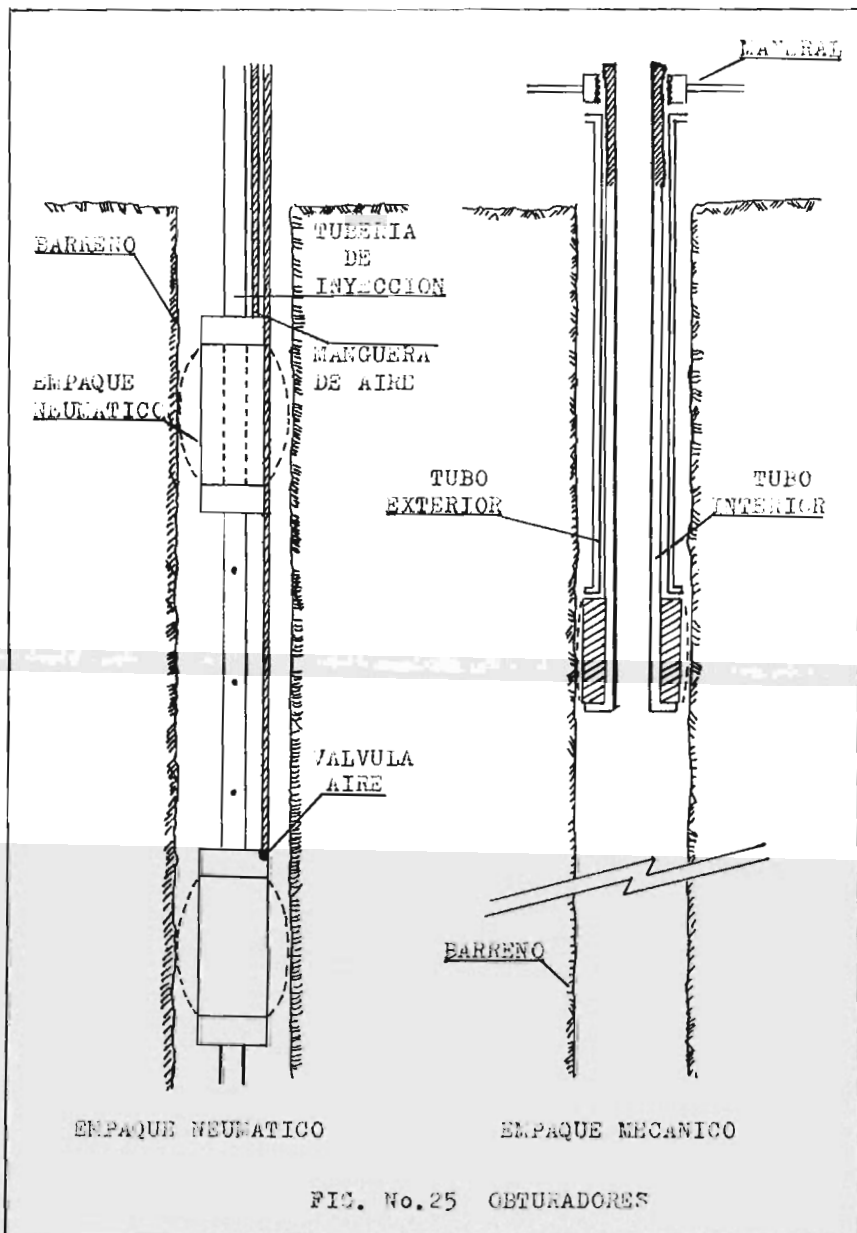 MANERAL
BARRENO
TUBERIA
DE
INYECCION
EMPAQUE
NEUMATICO
MANGUERA
DE AIRE
TUBO
EXTERIOR
TUBO
INTERIOR
VALVULA
AIRE
BARRENO
EMPAQUE NEUMATICO
EMPAQUE MECANICO
FIG. No.25 OBTURADORES